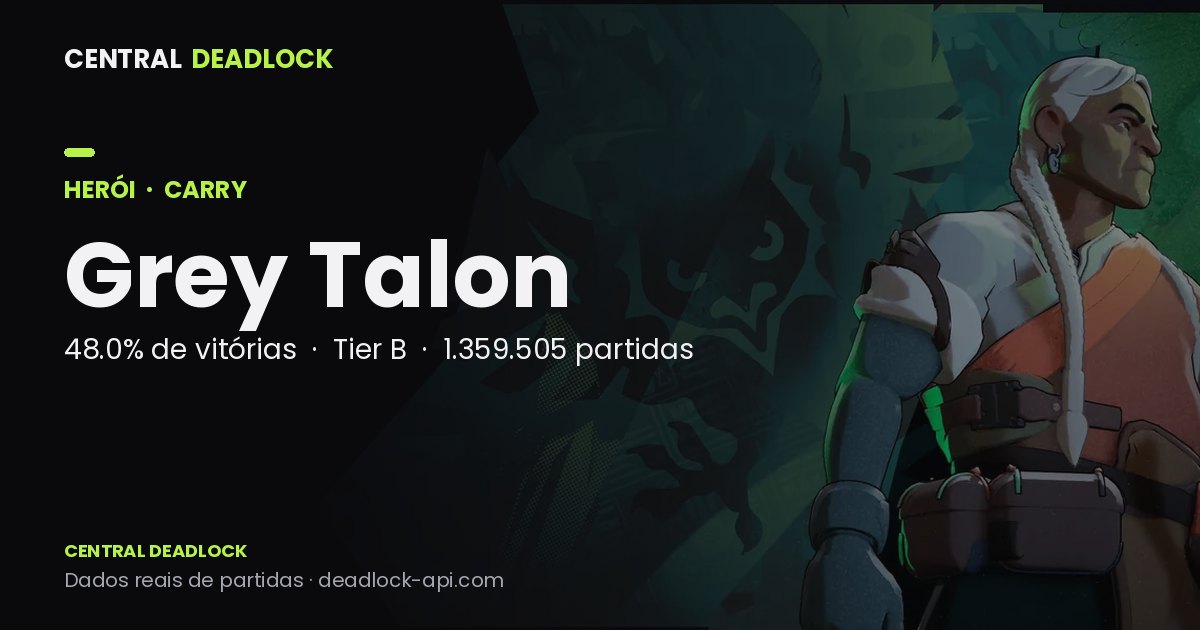 CENTRAL DEADLOCK
HERÓI · CARRY
Grey Talon
48.0% de vitórias · Tier B · 1.359.505 partidas
CENTRAL DEADLOCK
Dados reais de partidas · deadlock-api.com